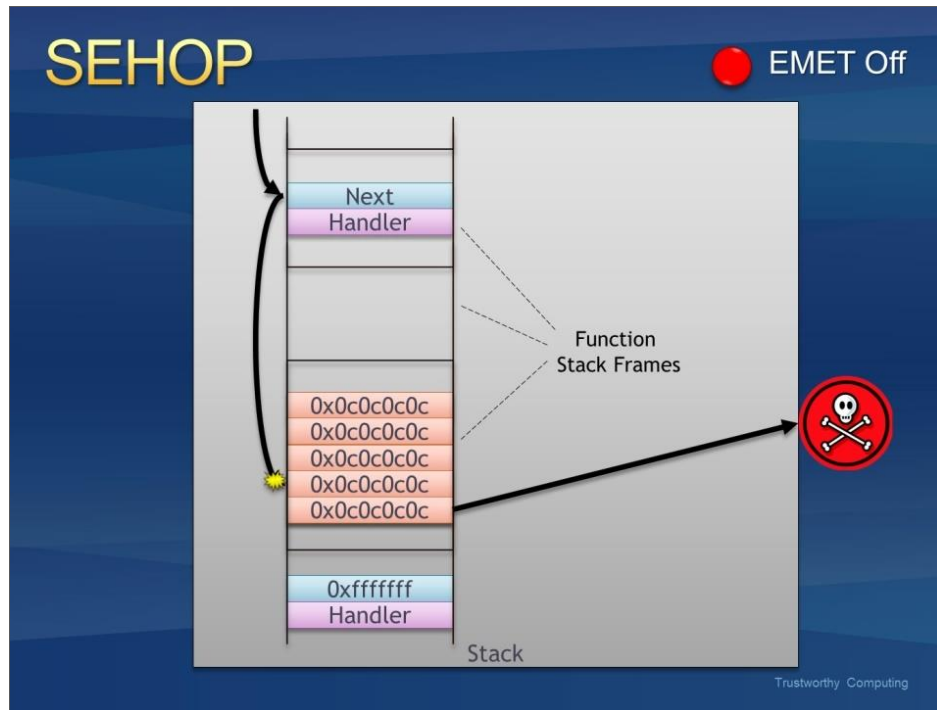 SEHOP
EMET Off
Next
Handler
Function
Stack Frames
0x0c0c0c0c
0x0c0c0c0c
0x0c0c0c0c
0x0c0c0c0c
0x0c0c0c0c
0xfffffff
Handler
Stack
Trustworthy Computing